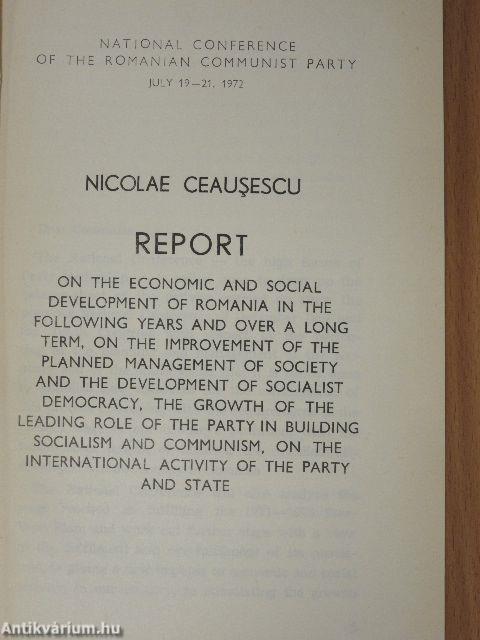 NATIONAL CONFERENCE
OF THE ROMANIAN COMMUNIST PARTY
JULY 19—21, 1972
NICOLAE CEAUŞESCU
REPORT
ON THE ECONOMIC AND SOCIAL
DEVELOPMENT OF ROMANIA IN THE
FOLLOWING YEARS AND OVER A LONG
TERM, ON THE IMPROVEMENT OF THE
PLANNED MANAGEMENT OF SOCIETY
AND THE DEVELOPMENT OF SOCIALIST
DEMOCRACY, THE GROWTH OF THE
LEADING ROLE OF THE PARTY IN BUILDING
SOCIALISM AND COMMUNISM, ON THE
INTERNATIONAL ACTIVITY OF THE PARTY
AND STATE
Antikvárium.hu